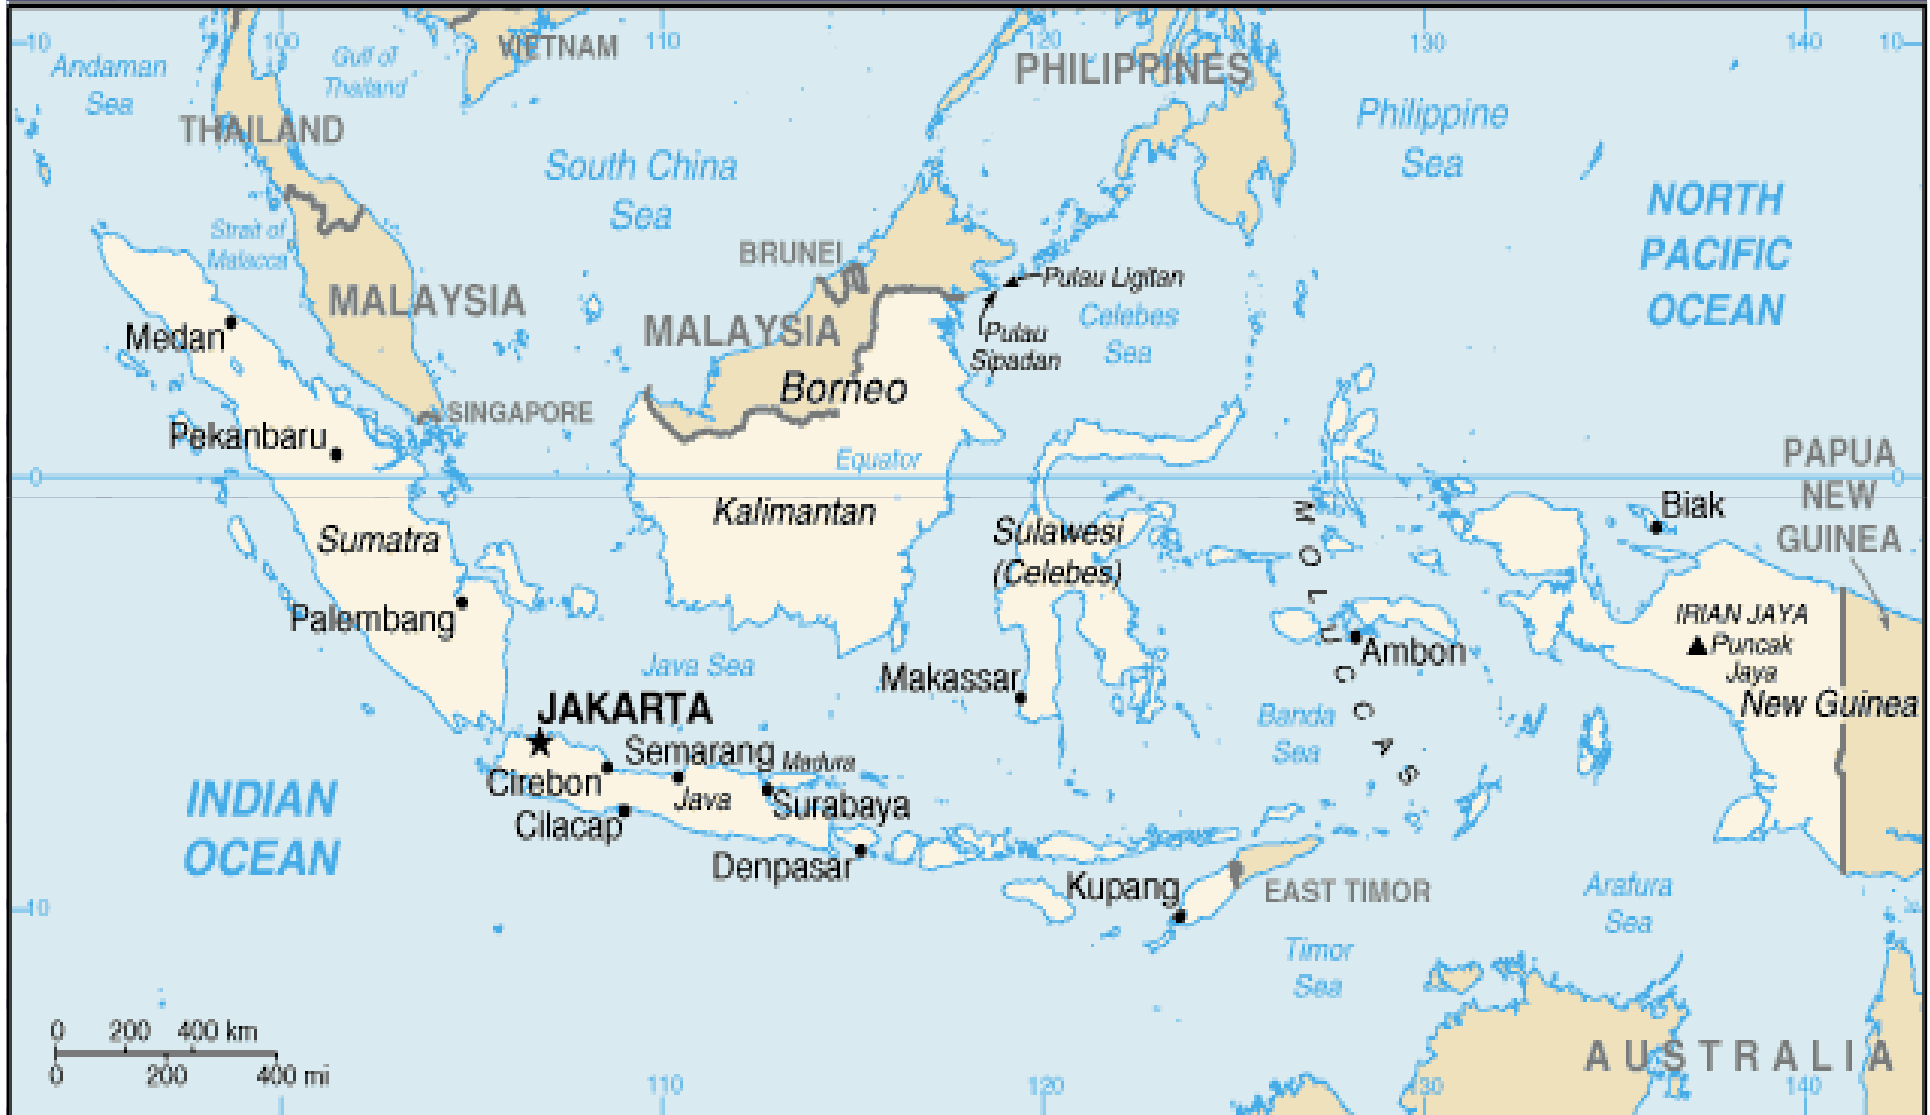 10
100
110
120
130
140
10
VIETNAM
Gulf of
Thailand
Andaman
Sea
PHILIPPINES
Philippine
Sea
THAILAND
South China
Sea
NORTH
PACIFIC
OCEAN
Strait of
Malacca
BRUNEI
Pulau Ligitan
MALAYSIA
MALAYSIA
Celebes
Sea
Pulau
Sipadan
Medan
Borneo
SINGAPORE
Pekanbaru
Equator
PAPUA
NEW
GUINEA
0
0
Biak
Kalimantan
Sumatra
Sulawesi
(Celebes)
MOLUCCAS
Palembang
IRIAN JAYA
Puncak
Jaya
Ambon
Java Sea
Makassar
New Guinea
JAKARTA
Banda
Sea
Semarang
Madura
Cirebon
Java
Surabaya
INDIAN
OCEAN
Cilacap
Denpasar
Kupang
EAST TIMOR
Arafura
Sea
10
Timor
Sea
0 200 400 km
0 200 400 mi
AUSTRALIA
110
120
130
140